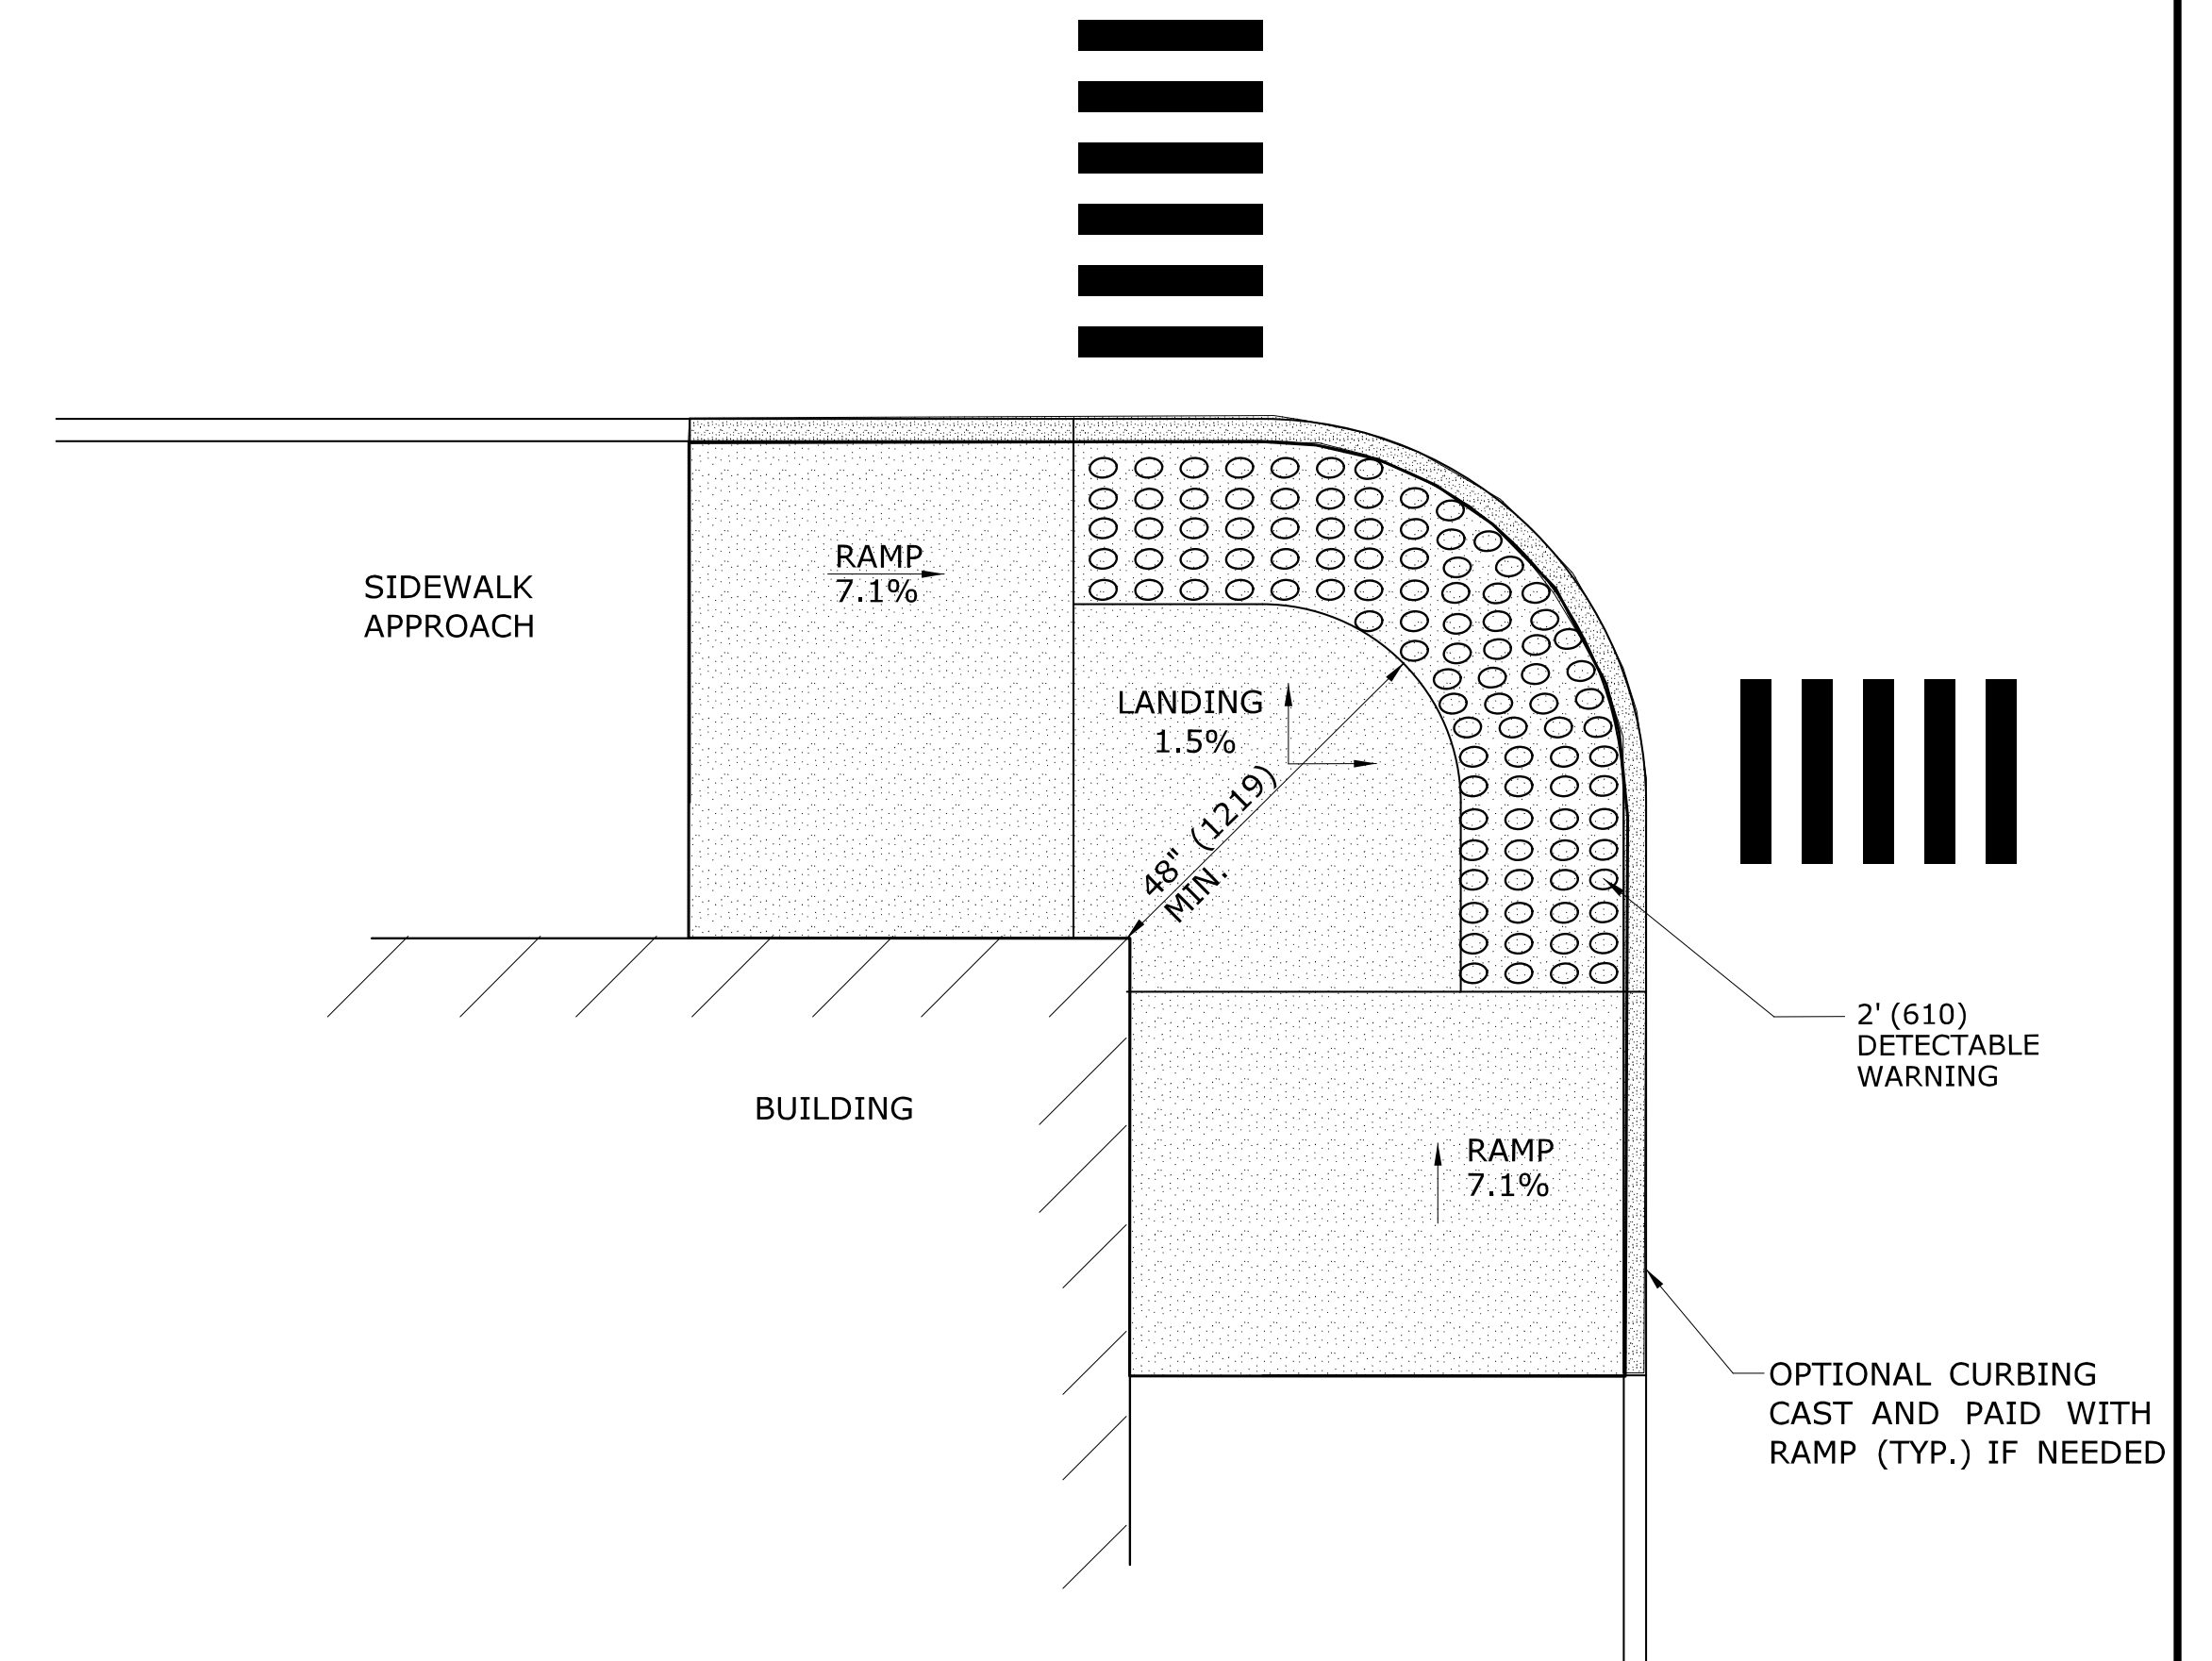 SIDEWALK
APPROACH
RAMP
7.1%
LANDING
1.5%
48" (1219)
MIN.
2' (610)
DETECTABLE
WARNING
BUILDING
RAMP
7.1%
OPTIONAL CURBING
CAST AND PAID WITH
RAMP (TYP.) IF NEEDED